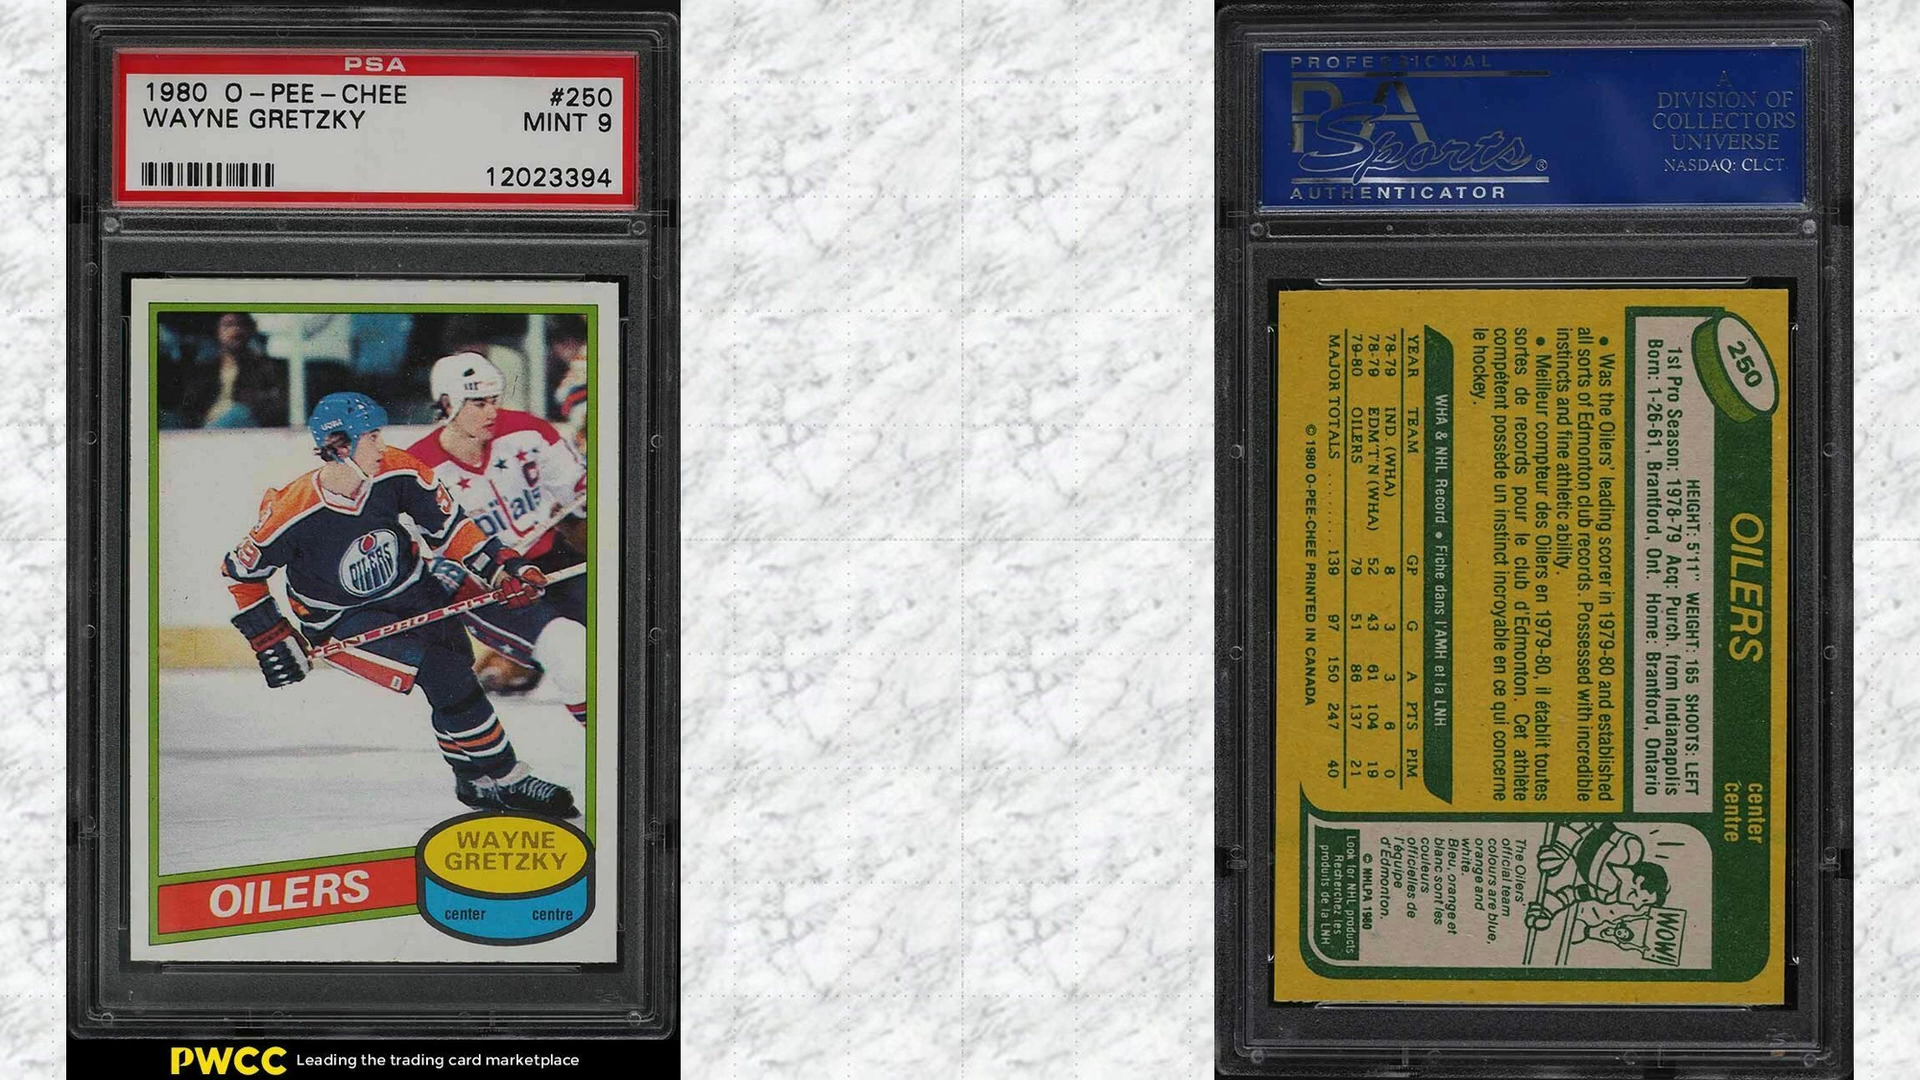 PSA
1980 O-PEE-CHEE #250
WAYNE GRETZKY MINT 9
12023394
OILERS
WAYNE
GRETZKY
center centre
PWCC Leading the trading card marketplace
PROFESSIONAL
PSA
Sports ®
AUTHENTICATOR
A
DIVISION OF
COLLECTORS
UNIVERSE
NASDAQ: CLCT
250
OILERS
center
centre
HEIGHT: 5'11" WEIGHT: 165 SHOOTS: LEFT
1st Pro Season: 1978-79 Acq: Purch. from Indianapolis
Born: 1-26-61, Brantford, Ont. Home: Brantford, Ontario
• Was the Oilers' leading scorer in 1979-80 and established
all sorts of Edmonton club records. Possessed with incredible
instincts and fine athletic ability.
• Meilleur compteur des Oilers en 1979-80, il établit toutes
sortes de records pour le club d'Edmonton. Cet athlète
compétent possède un instinct incroyable en ce qui concerne
le hockey.
WHA & NHL Record • Fiche dans l'AMH et la LNH
YEAR TEAM GP G A PTS PIM
78-79 IND. (WHA) 8 3 3 6 0
78-79 EDM'T'N (WHA) 52 43 61 104 19
79-80 OILERS 79 51 86 137 21
MAJOR TOTALS ........ 139 97 150 247 40
© 1980 O-PEE-CHEE PRINTED IN CANADA
WOW!
The Oilers'
official team
colours are blue,
orange and
white.
Bleu, orange et
blanc sont les
couleurs
officielles de
l'équipe
d'Edmonton.
© NHLPA 1980
Look for NHL products
Recherchez les
produits de la LNH